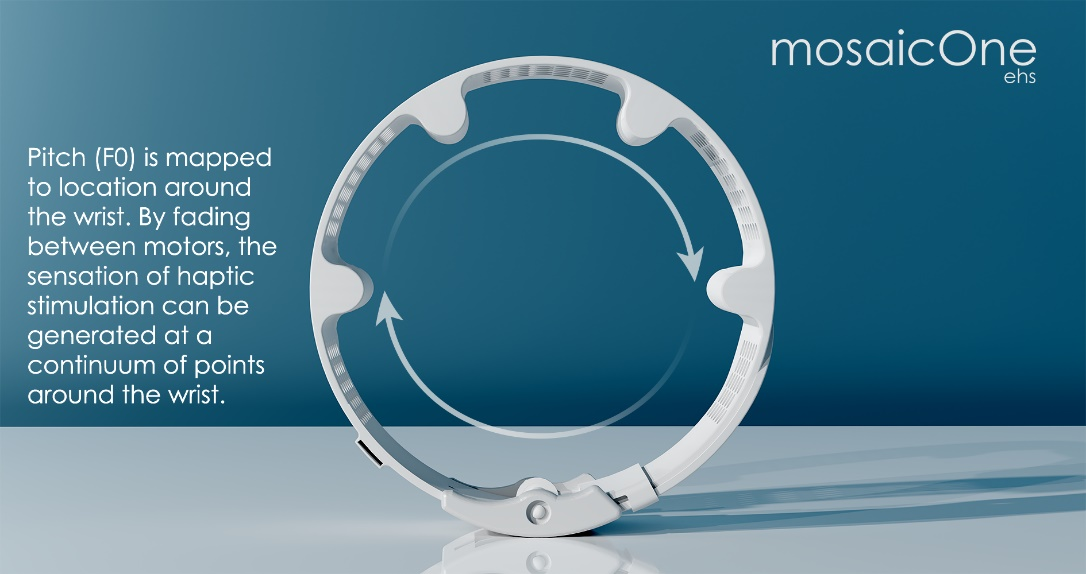 mosaicOne
ehs
Pitch (F0) is mapped
to location around
the wrist. By fading
between motors, the
sensation of haptic
stimulation can be
generated at a
continuum of points
around the wrist.